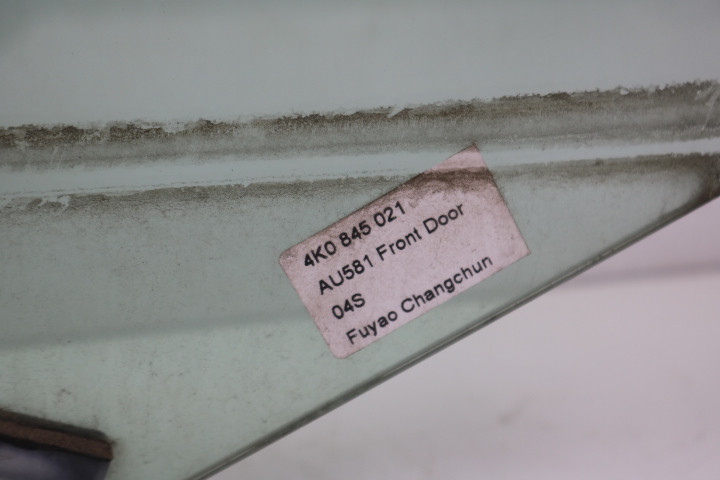 4K0 845 021
AU581 Front Door
04S
Fuyao Changchun